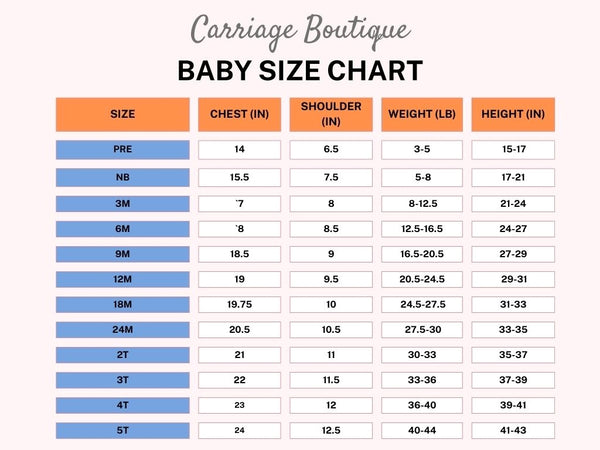 Carriage Boutique
BABY SIZE CHART
SIZE CHEST (IN) SHOULDER (IN) WEIGHT (LB) HEIGHT (IN)
PRE 14 6.5 3-5 15-17
NB 15.5 7.5 5-8 17-21
3M `7 8 8-12.5 21-24
6M `8 8.5 12.5-16.5 24-27
9M 18.5 9 16.5-20.5 27-29
12M 19 9.5 20.5-24.5 29-31
18M 19.75 10 24.5-27.5 31-33
24M 20.5 10.5 27.5-30 33-35
2T 21 11 30-33 35-37
3T 22 11.5 33-36 37-39
4T 23 12 36-40 39-41
5T 24 12.5 40-44 41-43